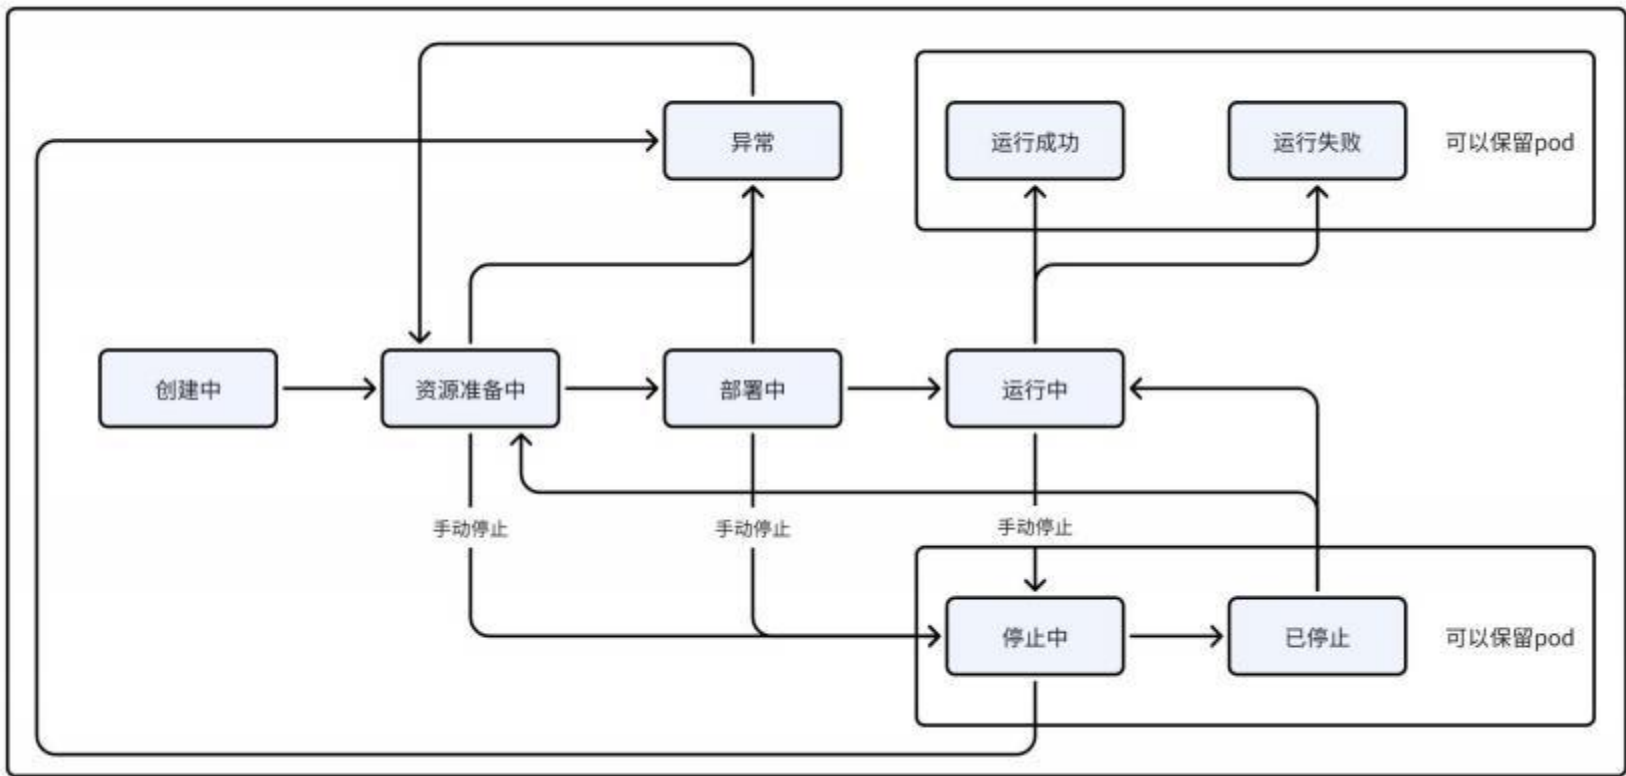 异常
运行成功
运行失败
可以保留pod
创建中
资源准备中
部署中
运行中
手动停止
手动停止
手动停止
停止中
已停止
可以保留pod